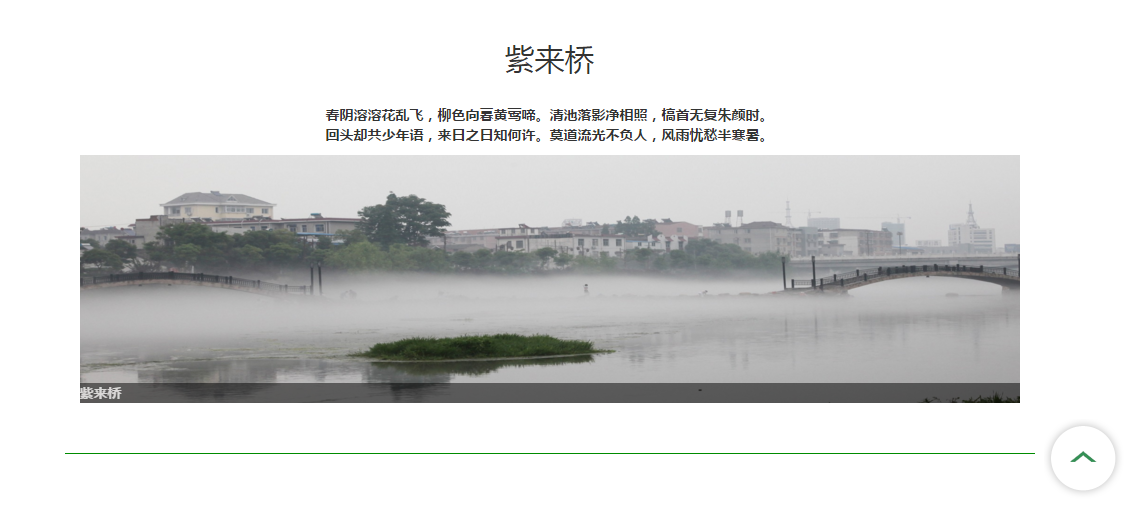 紫来桥
春阴溶溶花乱飞，柳色向暮黄莺啼。清池落影净相照，槁首无复朱颜时。
回头却共少年语，来日之日知何许。莫道流光不负人，风雨忧愁半寒暑。
紫来桥